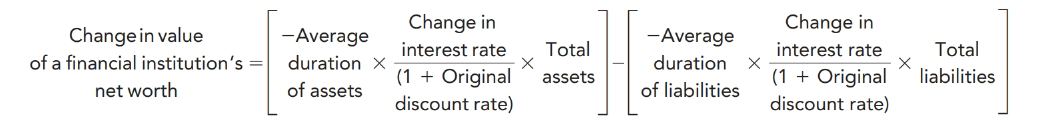 Change in value
of a financial institution's =
net worth
−Average
duration ×
of assets
Change in
interest rate
(1 + Original
discount rate)
×
Total
assets
−
−Average
duration ×
of liabilities
Change in
interest rate
(1 + Original
discount rate)
×
Total
liabilities